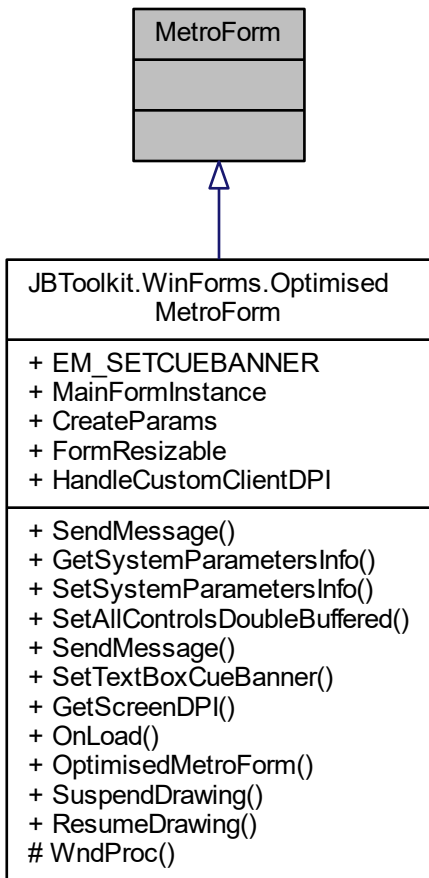 MetroForm
JBToolkit.WinForms.Optimised
MetroForm
+ EM_SETCUEBANNER
+ MainFormInstance
+ CreateParams
+ FormResizable
+ HandleCustomClientDPI
+ SendMessage()
+ GetSystemParametersInfo()
+ SetSystemParametersInfo()
+ SetAllControlsDoubleBuffered()
+ SendMessage()
+ SetTextBoxCueBanner()
+ GetScreenDPI()
+ OnLoad()
+ OptimisedMetroForm()
+ SuspendDrawing()
+ ResumeDrawing()
# WndProc()